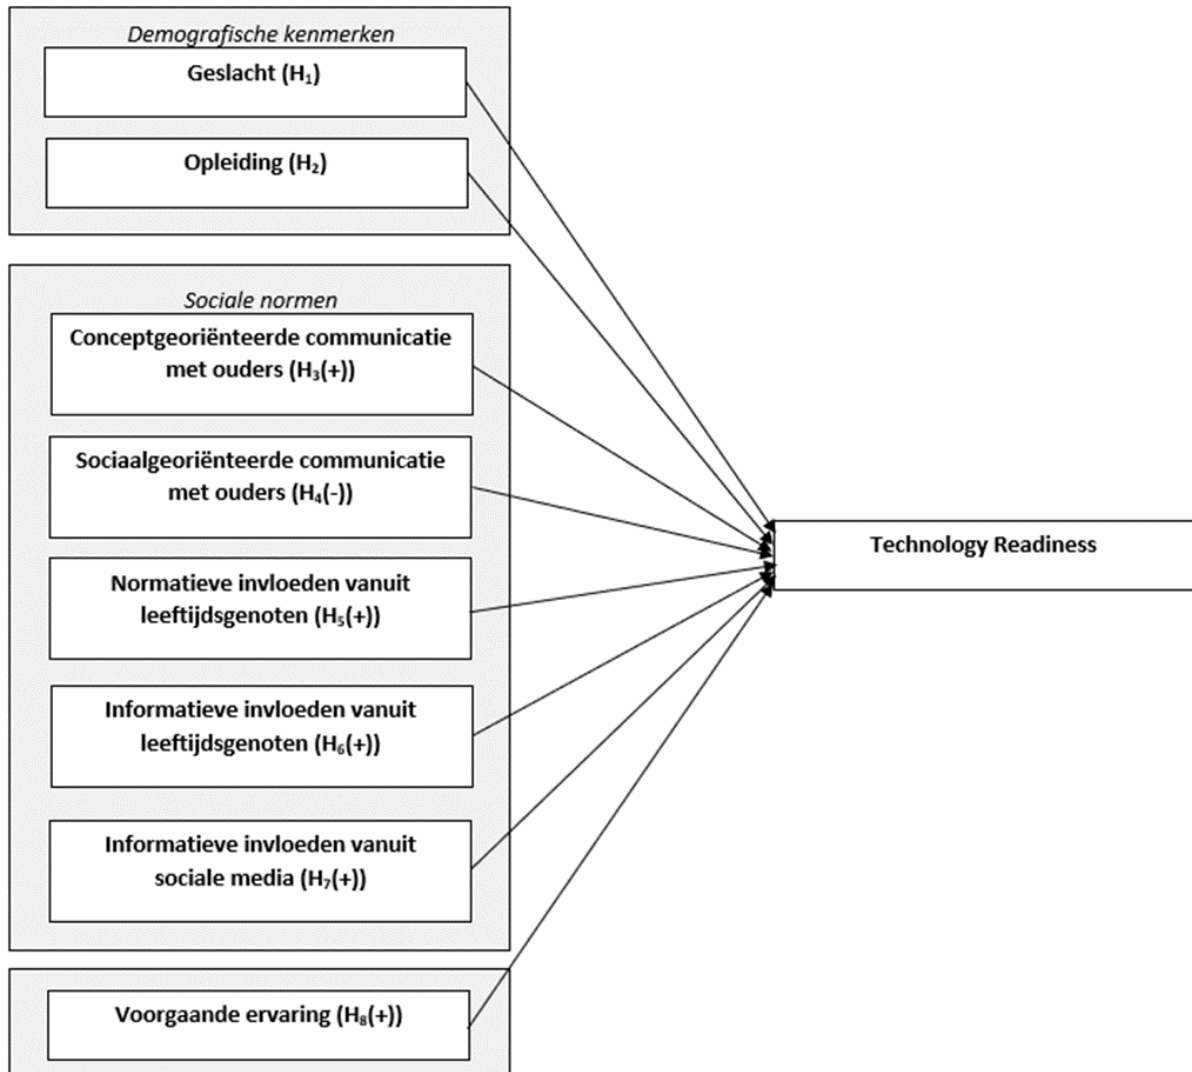 Demografische kenmerken
Geslacht (H₁)
Opleiding (H₂)
Sociale normen
Conceptgeoriënteerde communicatie
met ouders (H₃(+))
Sociaalgeoriënteerde communicatie
met ouders (H₄(-))
Normatieve invloeden vanuit
leeftijdsgenoten (H₅(+))
Informatieve invloeden vanuit
leeftijdsgenoten (H₆(+))
Informatieve invloeden vanuit
sociale media (H₇(+))
Voorgaande ervaring (H₈(+))
Technology Readiness